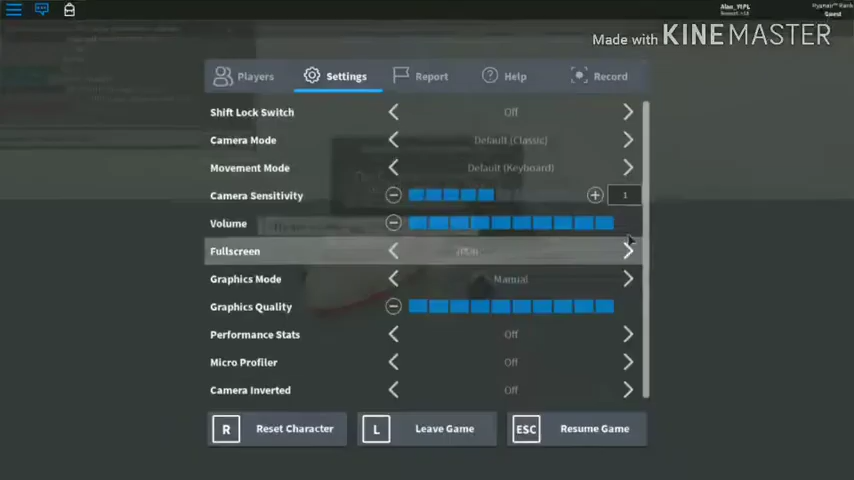 Made with KINEMASTER
Players
Settings
Report
Help
Record
Shift Lock Switch
Off
Camera Mode
Default (Classic)
Movement Mode
Default (Keyboard)
Camera Sensitivity
1
Volume
Fullscreen
Graphics Mode
Manual
Graphics Quality
Performance Stats
Off
Micro Profiler
Off
Camera Inverted
Off
R Reset Character
L Leave Game
ESC Resume Game